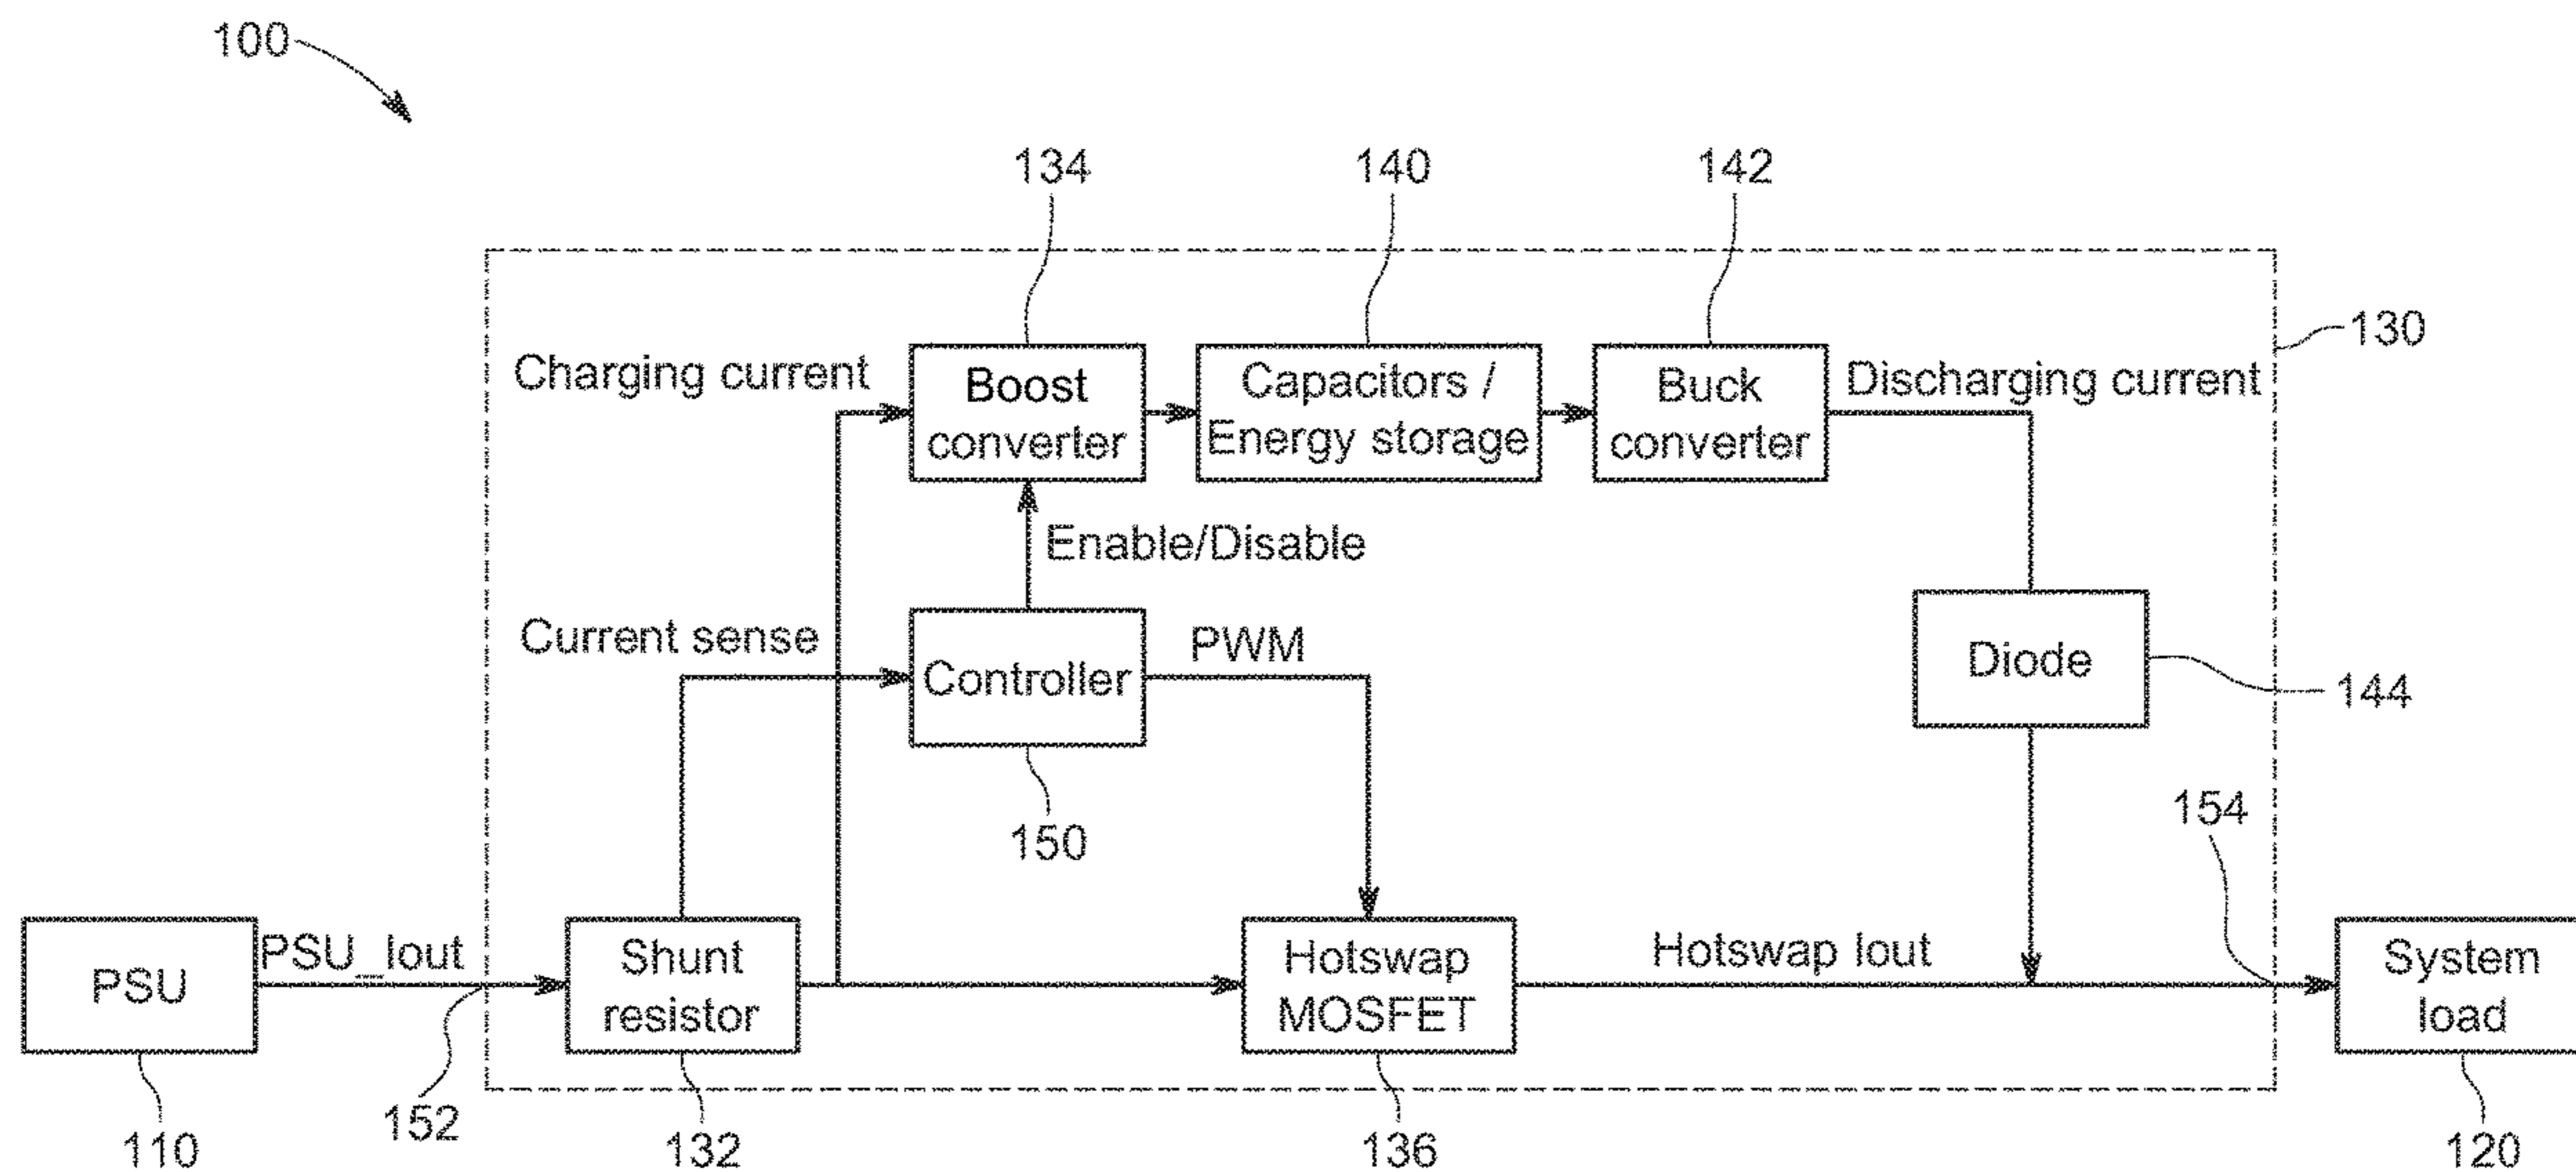 100
134
140
142
130
Charging current
Boost
converter
Capacitors /
Energy storage
Buck
converter
Discharging current
Enable/Disable
Current sense
Controller
PWM
Diode
144
150
154
PSU
PSU_Iout
Shunt
resistor
Hotswap
MOSFET
Hotswap Iout
System
load
152
110
132
136
120